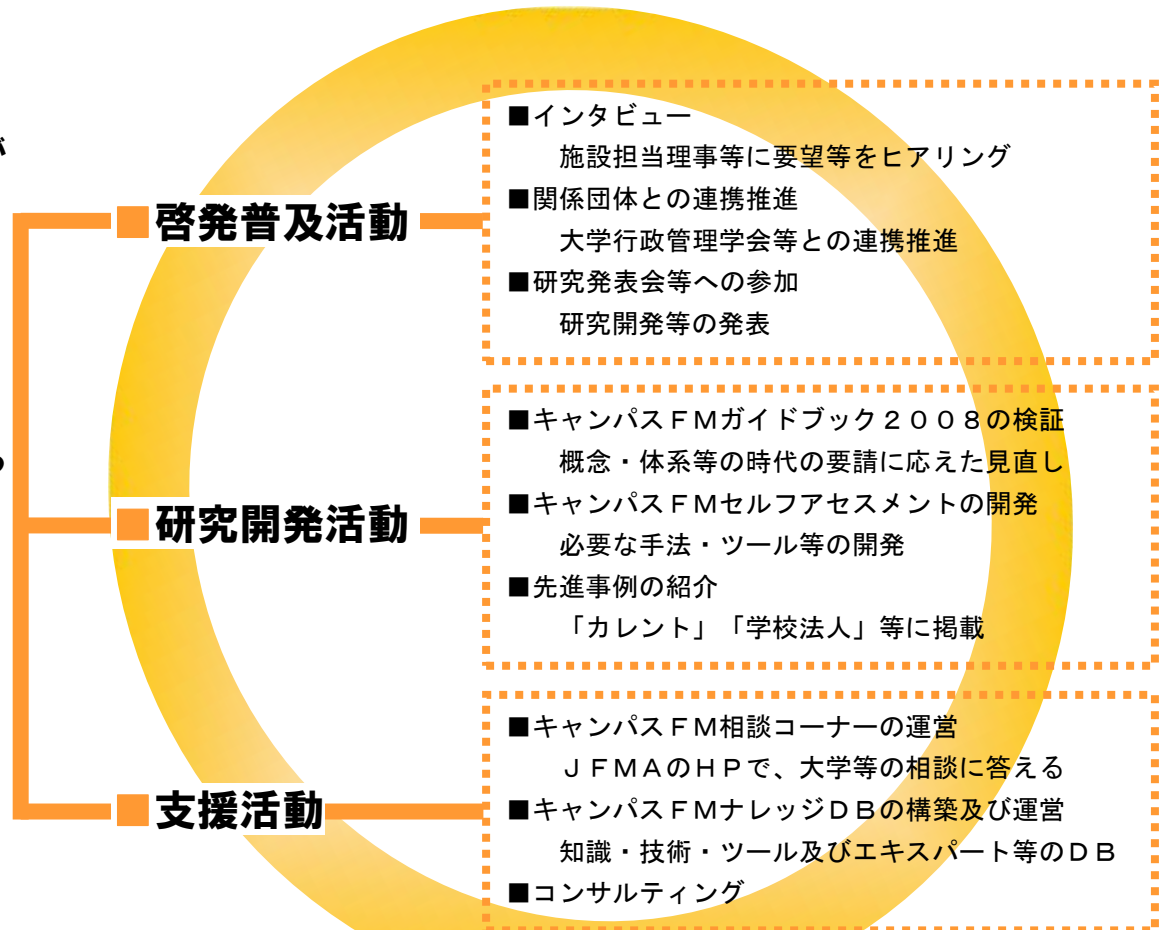 が
■啓発普及活動
■インタビュー
施設担当理事等に要望等をヒアリング
■関係団体との連携推進
大学行政管理学会等との連携推進
■研究発表会等への参加
研究開発等の発表
■研究開発活動
■キャンパスＦＭガイドブック２００８の検証
概念・体系等の時代の要請に応えた見直し
■キャンパスＦＭセルフアセスメントの開発
必要な手法・ツール等の開発
■先進事例の紹介
「カレント」「学校法人」等に掲載
■支援活動
■キャンパスＦＭ相談コーナーの運営
ＪＦＭＡのＨＰで、大学等の相談に答える
■キャンパスＦＭナレッジＤＢの構築及び運営
知識・技術・ツール及びエキスパート等のＤＢ
■コンサルティング